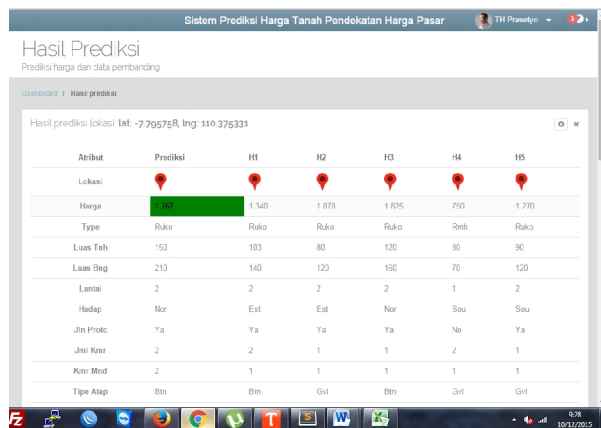 Sistem Prediksi Harga Tanah Pendekatan Harga Pasar TH Prasetyo
Hasil Prediksi
Prediksi harga dan data pembanding
Dashboard / Hasil prediksi
Hasil prediksi lokasi lat: -7.795758, lng: 110.375331
Atribut Prediksi H1 H2 H3 H4 H5
Lokasi
Harga 1.767 1.340 1.078 1.825 750 1.270
Type Ruko Ruko Ruko Ruko Rmh Ruko
Luas Tnh 150 103 80 120 80 90
Luas Bng 210 140 120 160 70 120
Lantai 2 2 2 2 1 2
Hadap Nor Est Est Nor Sou Sou
Jln Protc Ya Ya Ya Ya No Ya
Jml Kmr 2 2 1 1 2 1
Kmr Mnd 2 1 1 1 1 1
Tipe Atap Btn Btn Gvl Btn Gvl Gvl
9:28
10/12/2015